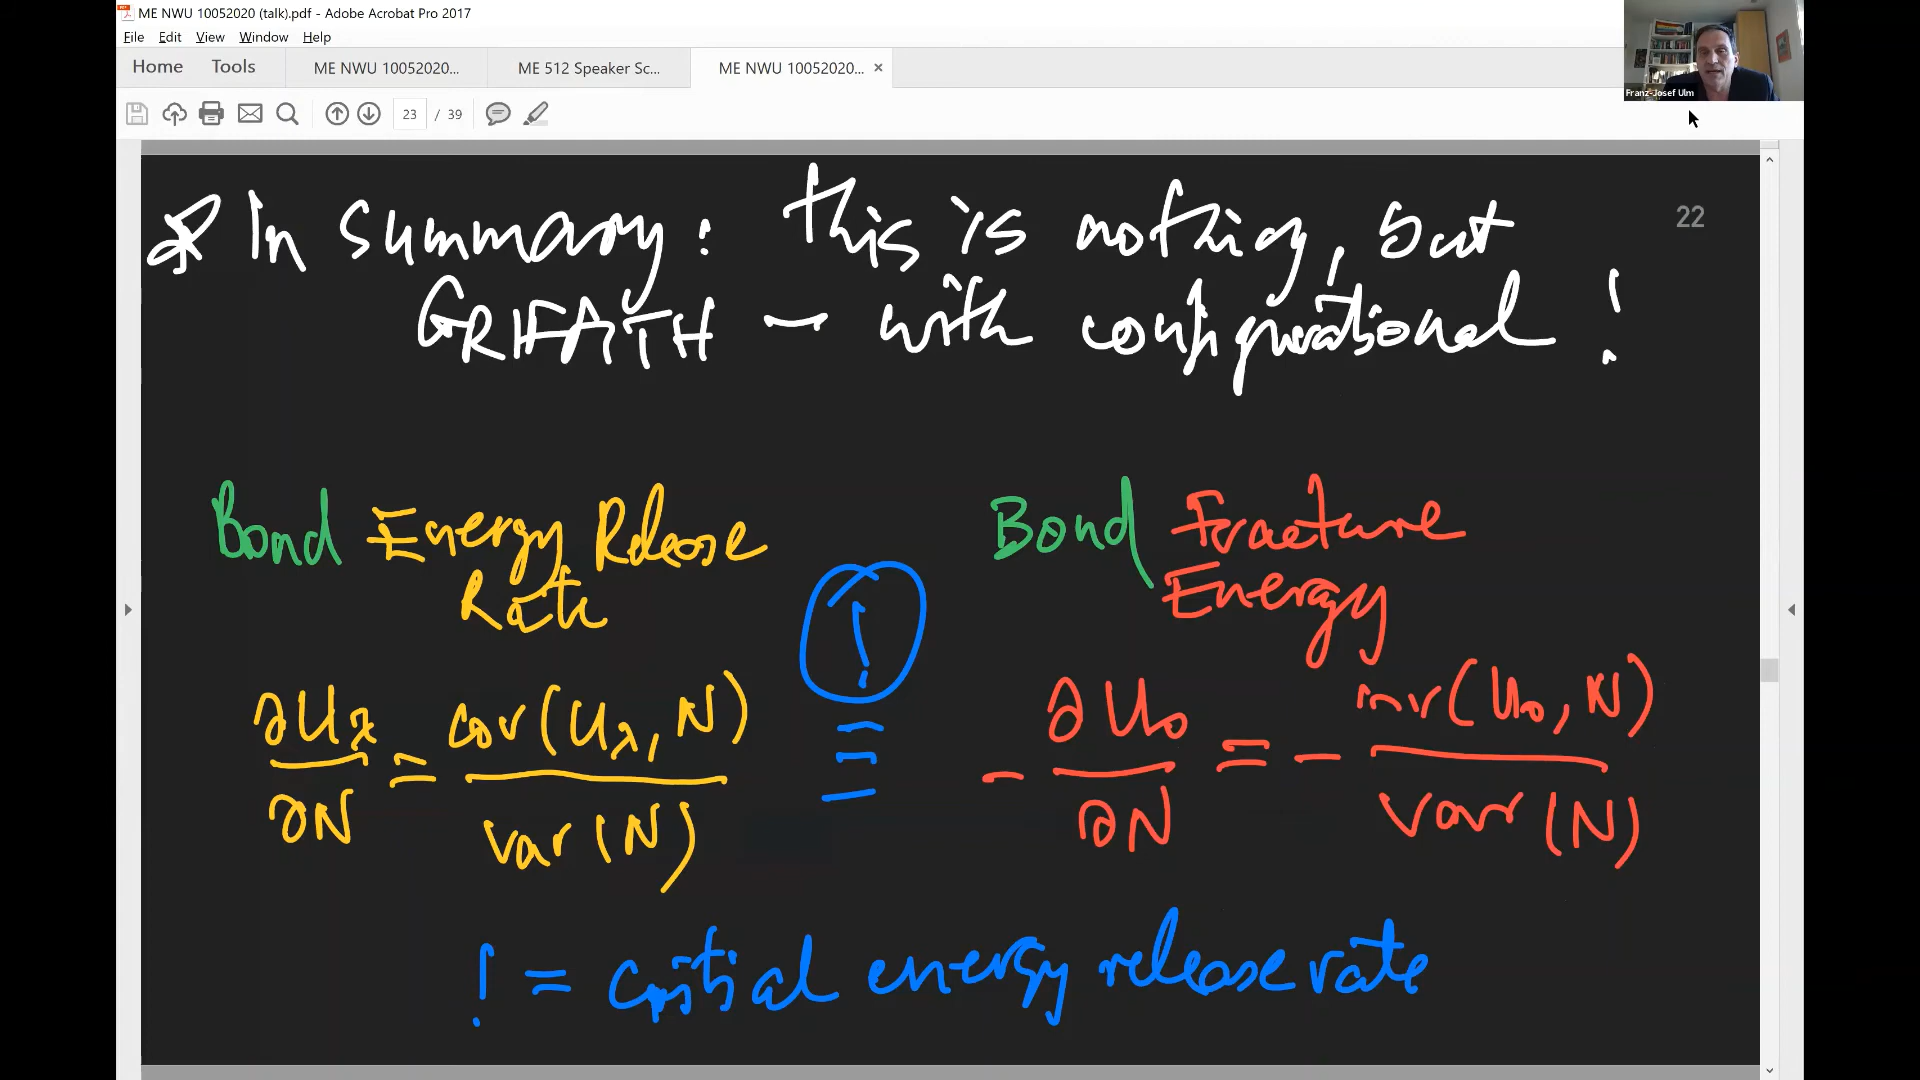 ME NWU 10052020 (talk).pdf - Adobe Acrobat Pro 2017
File Edit View Window Help
Home Tools ME NWU 10052020... ME 512 Speaker Sc... ME NWU 10052020... ×
23 / 39
Franz-Josef Ulm
22
In summary: this is nothing, but
GRIFFITH - with configurational !
Bond Energy Release
Rate
Bond Fracture
Energy
!
∂Uλ/∂N = cov(Uλ, N)/var(N)
≡
- ∂U₀/∂N = - inv(U₀, N)/var(N)
! = critical energy release rate